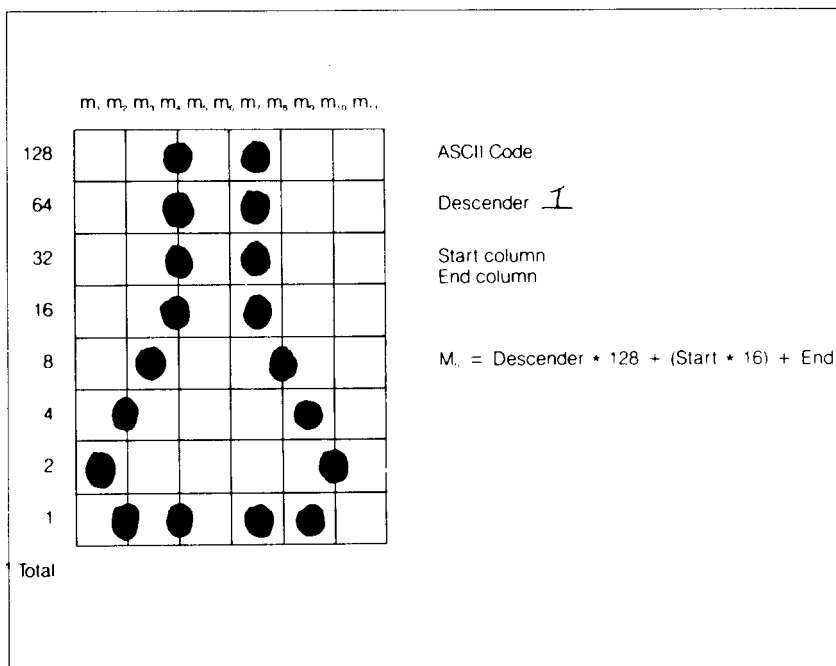 m₁ m₂ m₃ m₄ m₅ m₆ m₇ m₈ m₉ m₁₀ m₁₁
128 ASCII Code
64 Descender 1
32 Start column
End column
16
8 M.. = Descender * 128 + (Start * 16) + End
4
2
1
Total